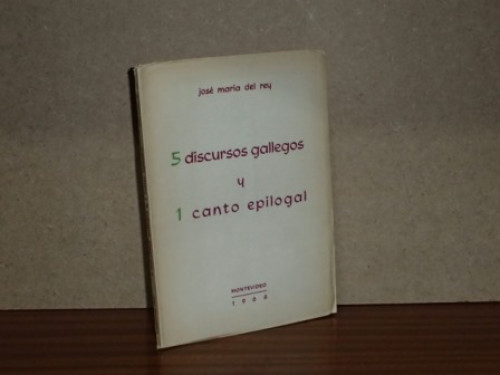 josé maría del rey
5 discursos gallegos
y
1 canto epilogal
MONTEVIDEO